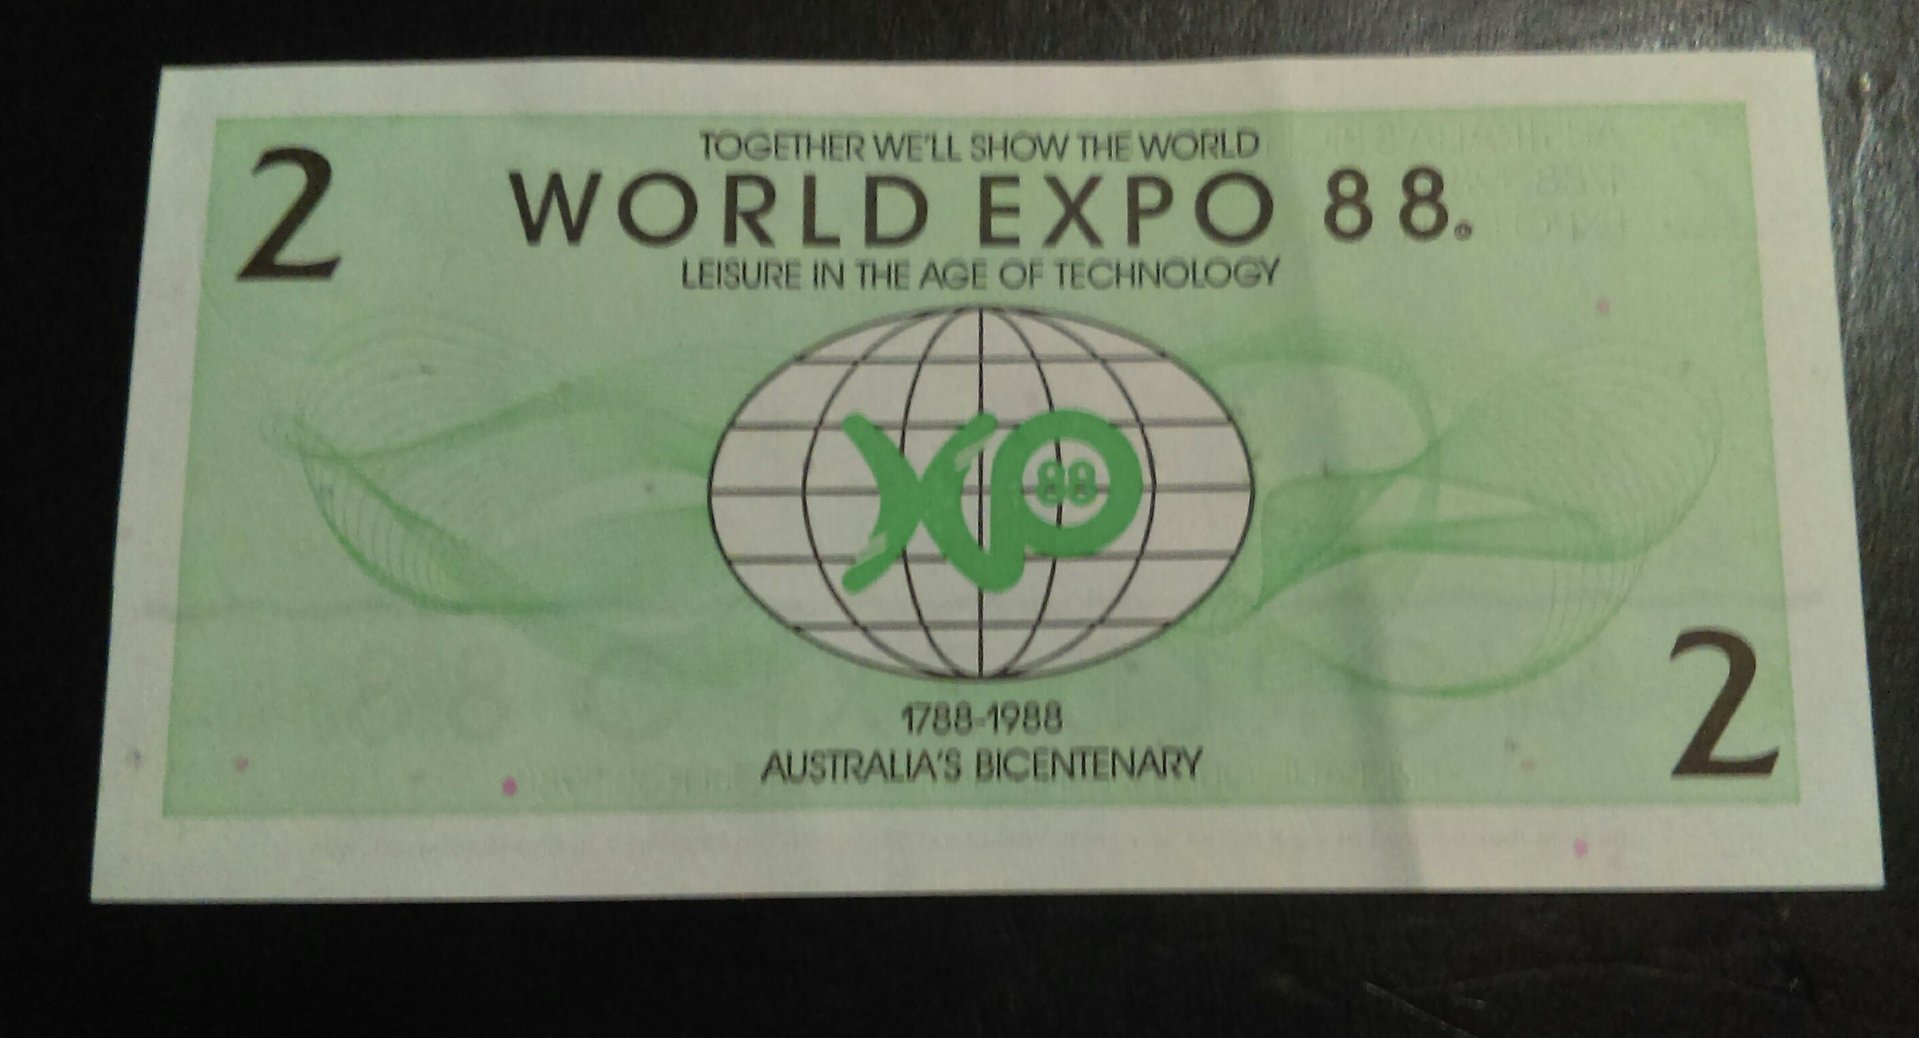 2
TOGETHER WE'LL SHOW THE WORLD
WORLD EXPO 88.
LEISURE IN THE AGE OF TECHNOLOGY
XP
88
1788-1988
AUSTRALIA'S BICENTENARY
2